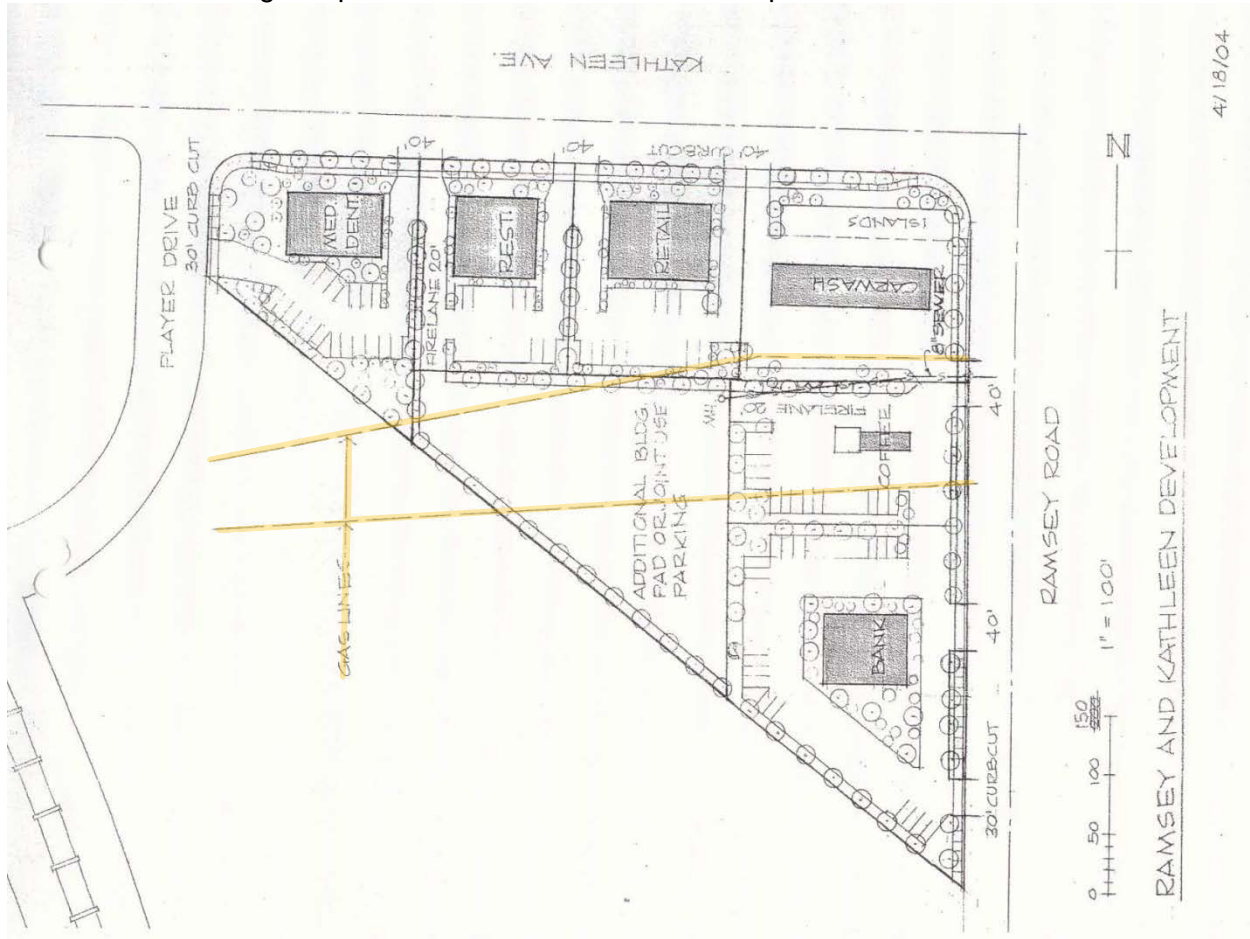 KATHLEEN AVE.
4/18/04
PLAYER DRIVE
30' CURB CUT
40'
40'
40' CURBCUT
MED.
DENT.
REST.
RETAIL
ISLANDS
CARWASH
8" SEWER
FIRELANE 20'
MH.
FIRELANE
20'
COFFEE
40'
GAS LINES
ADDITIONAL BLDG.
PAD OR JOINT USE
PARKING
BANK
40'
30' CURBCUT
RAMSEY ROAD
N
1" = 100'
0 50 100 150
RAMSEY AND KATHLEEN DEVELOPMENT